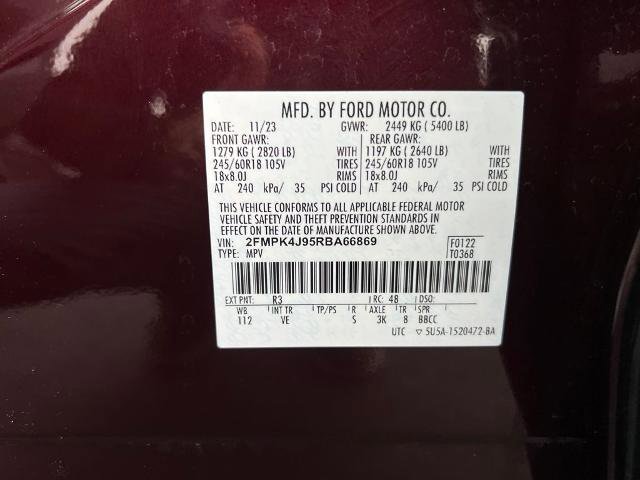 MFD. BY FORD MOTOR CO.
DATE: 11/23 GVWR: 2449 KG ( 5400 LB)
FRONT GAWR: REAR GAWR:
1279 KG ( 2820 LB) WITH 1197 KG ( 2640 LB) WITH
245/60R18 105V TIRES 245/60R18 105V TIRES
18x8.0J RIMS 18x8.0J RIMS
AT 240 kPa/ 35 PSI COLD AT 240 kPa/ 35 PSI COLD
THIS VEHICLE CONFORMS TO ALL APPLICABLE FEDERAL MOTOR
VEHICLE SAFETY AND THEFT PREVENTION STANDARDS IN
EFFECT ON THE DATE OF MANUFACTURE SHOWN ABOVE.
VIN: 2FMPK4J95RBA66869 F0122
TYPE: MPV T0368
EXT PNT: R3 RC: 48 DSO:
WB INT TR TP/PS R AXLE TR SPR
112 VE S 3K 8 BBCC
UTC ▽ 5U5A-1520472-BA